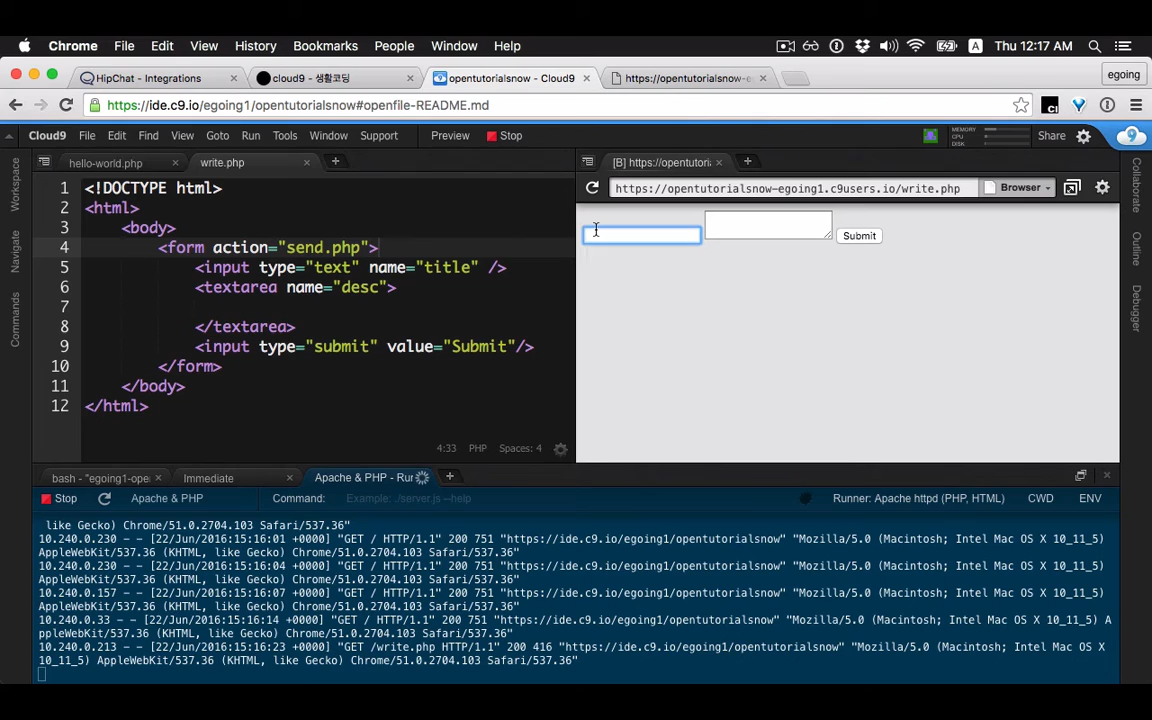 Chrome File Edit View History Bookmarks People Window Help Thu 12:17 AM
HipChat - Integrations cloud9 - 생활코딩 opentutorialsnow - Cloud9 https://opentutorialsnow-e egoing
https://ide.c9.io/egoing1/opentutorialsnow#openfile-README.md
Cloud9 File Edit Find View Goto Run Tools Window Support Preview Stop MEMORY CPU DISK Share
hello-world.php write.php [B] https://opentutoria
https://opentutorialsnow-egoing1.c9users.io/write.php Browser
Workspace
Navigate
Commands
Collaborate
Outline
Debugger
1 <!DOCTYPE html>
2 <html>
3 <body>
4 <form action="send.php">
5 <input type="text" name="title" />
6 <textarea name="desc">
7
8 </textarea>
9 <input type="submit" value="Submit"/>
10 </form>
11 </body>
12 </html>
Submit
4:33 PHP Spaces: 4
bash - "egoing1-ope Immediate Apache & PHP - Run
Stop Apache & PHP Command: Example: ./server.js --help Runner: Apache httpd (PHP, HTML) CWD ENV
like Gecko) Chrome/51.0.2704.103 Safari/537.36"
10.240.0.230 - - [22/Jun/2016:15:16:01 +0000] "GET / HTTP/1.1" 200 751 "https://ide.c9.io/egoing1/opentutorialsnow" "Mozilla/5.0 (Macintosh; Intel Mac OS X 10_11_5)
AppleWebKit/537.36 (KHTML, like Gecko) Chrome/51.0.2704.103 Safari/537.36"
10.240.0.230 - - [22/Jun/2016:15:16:04 +0000] "GET / HTTP/1.1" 200 751 "https://ide.c9.io/egoing1/opentutorialsnow" "Mozilla/5.0 (Macintosh; Intel Mac OS X 10_11_5)
AppleWebKit/537.36 (KHTML, like Gecko) Chrome/51.0.2704.103 Safari/537.36"
10.240.0.157 - - [22/Jun/2016:15:16:07 +0000] "GET / HTTP/1.1" 200 751 "https://ide.c9.io/egoing1/opentutorialsnow" "Mozilla/5.0 (Macintosh; Intel Mac OS X 10_11_5)
AppleWebKit/537.36 (KHTML, like Gecko) Chrome/51.0.2704.103 Safari/537.36"
10.240.0.33 - - [22/Jun/2016:15:16:14 +0000] "GET / HTTP/1.1" 200 751 "https://ide.c9.io/egoing1/opentutorialsnow" "Mozilla/5.0 (Macintosh; Intel Mac OS X 10_11_5) A
ppleWebKit/537.36 (KHTML, like Gecko) Chrome/51.0.2704.103 Safari/537.36"
10.240.0.213 - - [22/Jun/2016:15:16:23 +0000] "GET /write.php HTTP/1.1" 200 416 "https://ide.c9.io/egoing1/opentutorialsnow" "Mozilla/5.0 (Macintosh; Intel Mac OS X
10_11_5) AppleWebKit/537.36 (KHTML, like Gecko) Chrome/51.0.2704.103 Safari/537.36"